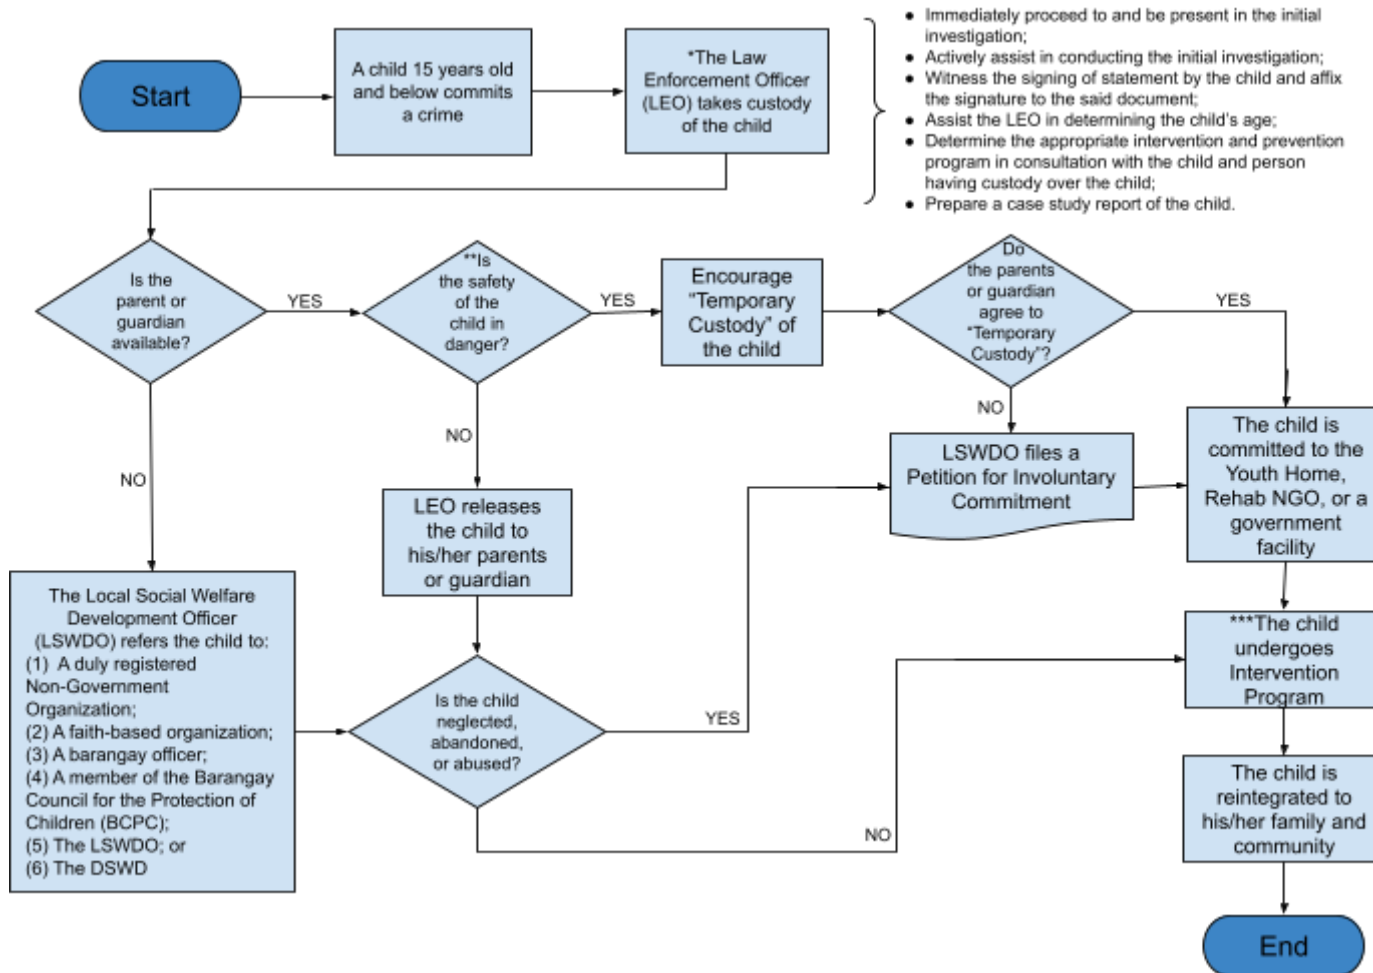 Start
A child 15 years old
and below commits
a crime
*The Law
Enforcement Officer
(LEO) takes custody
of the child
● Immediately proceed to and be present in the initial
investigation;
● Actively assist in conducting the initial investigation;
● Witness the signing of statement by the child and affix
the signature to the said document;
● Assist the LEO in determining the child's age;
● Determine the appropriate intervention and prevention
program in consultation with the child and person
having custody over the child;
● Prepare a case study report of the child.
Is the
parent or
guardian
available?
YES
**Is
the safety
of the
child in
danger?
YES
Encourage
"Temporary
Custody" of
the child
Do
the parents
or guardian
agree to
"Temporary
Custody"?
YES
NO
NO
NO
LEO releases
the child to
his/her parents
or guardian
LSWDO files a
Petition for Involuntary
Commitment
The child is
committed to the
Youth Home,
Rehab NGO, or a
government
facility
The Local Social Welfare
Development Officer
(LSWDO) refers the child to:
(1) A duly registered
Non-Government
Organization;
(2) A faith-based organization;
(3) A barangay officer;
(4) A member of the Barangay
Council for the Protection of
Children (BCPC);
(5) The LSWDO; or
(6) The DSWD
Is the child
neglected,
abandoned,
or abused?
YES
NO
***The child
undergoes
Intervention
Program
The child is
reintegrated to
his/her family and
community
End